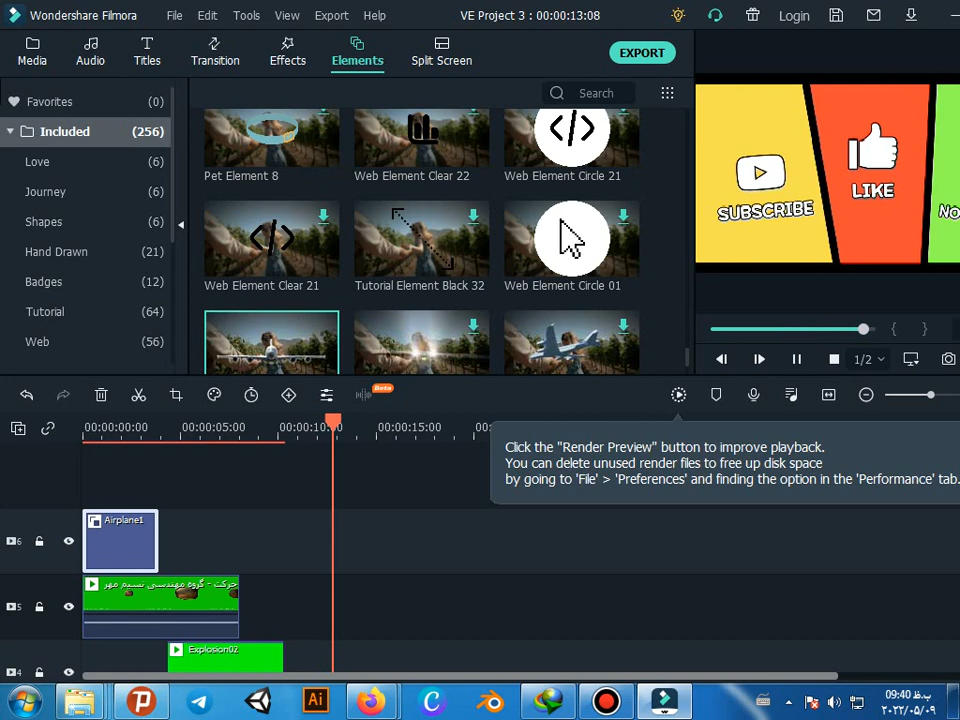 Wondershare Filmora File Edit Tools View Export Help VE Project 3 : 00:00:13:08 Login
Media Audio Titles Transition Effects Elements Split Screen EXPORT
Favorites (0)
Included (256)
Love (6)
Journey (6)
Shapes (6)
Hand Drawn (21)
Badges (12)
Tutorial (64)
Web (56)
Search
Pet Element 8 Web Element Clear 22 Web Element Circle 21
Web Element Clear 21 Tutorial Element Black 32 Web Element Circle 01
SUBSCRIBE
LIKE
NO
1/2
Beta
Click the "Render Preview" button to improve playback.
You can delete unused render files to free up disk space
by going to 'File' > 'Preferences' and finding the option in the 'Performance' tab.
00:00:00:00 00:00:05:00 00:00:10:00 00:00:15:00 00:0
6 Airplane1
5 حرکت - گروه مهندسی نسیم مهر
4 Explosion02
Ai
09:40 ب.ظ
۲۰۲۲/۰۵/۰۹